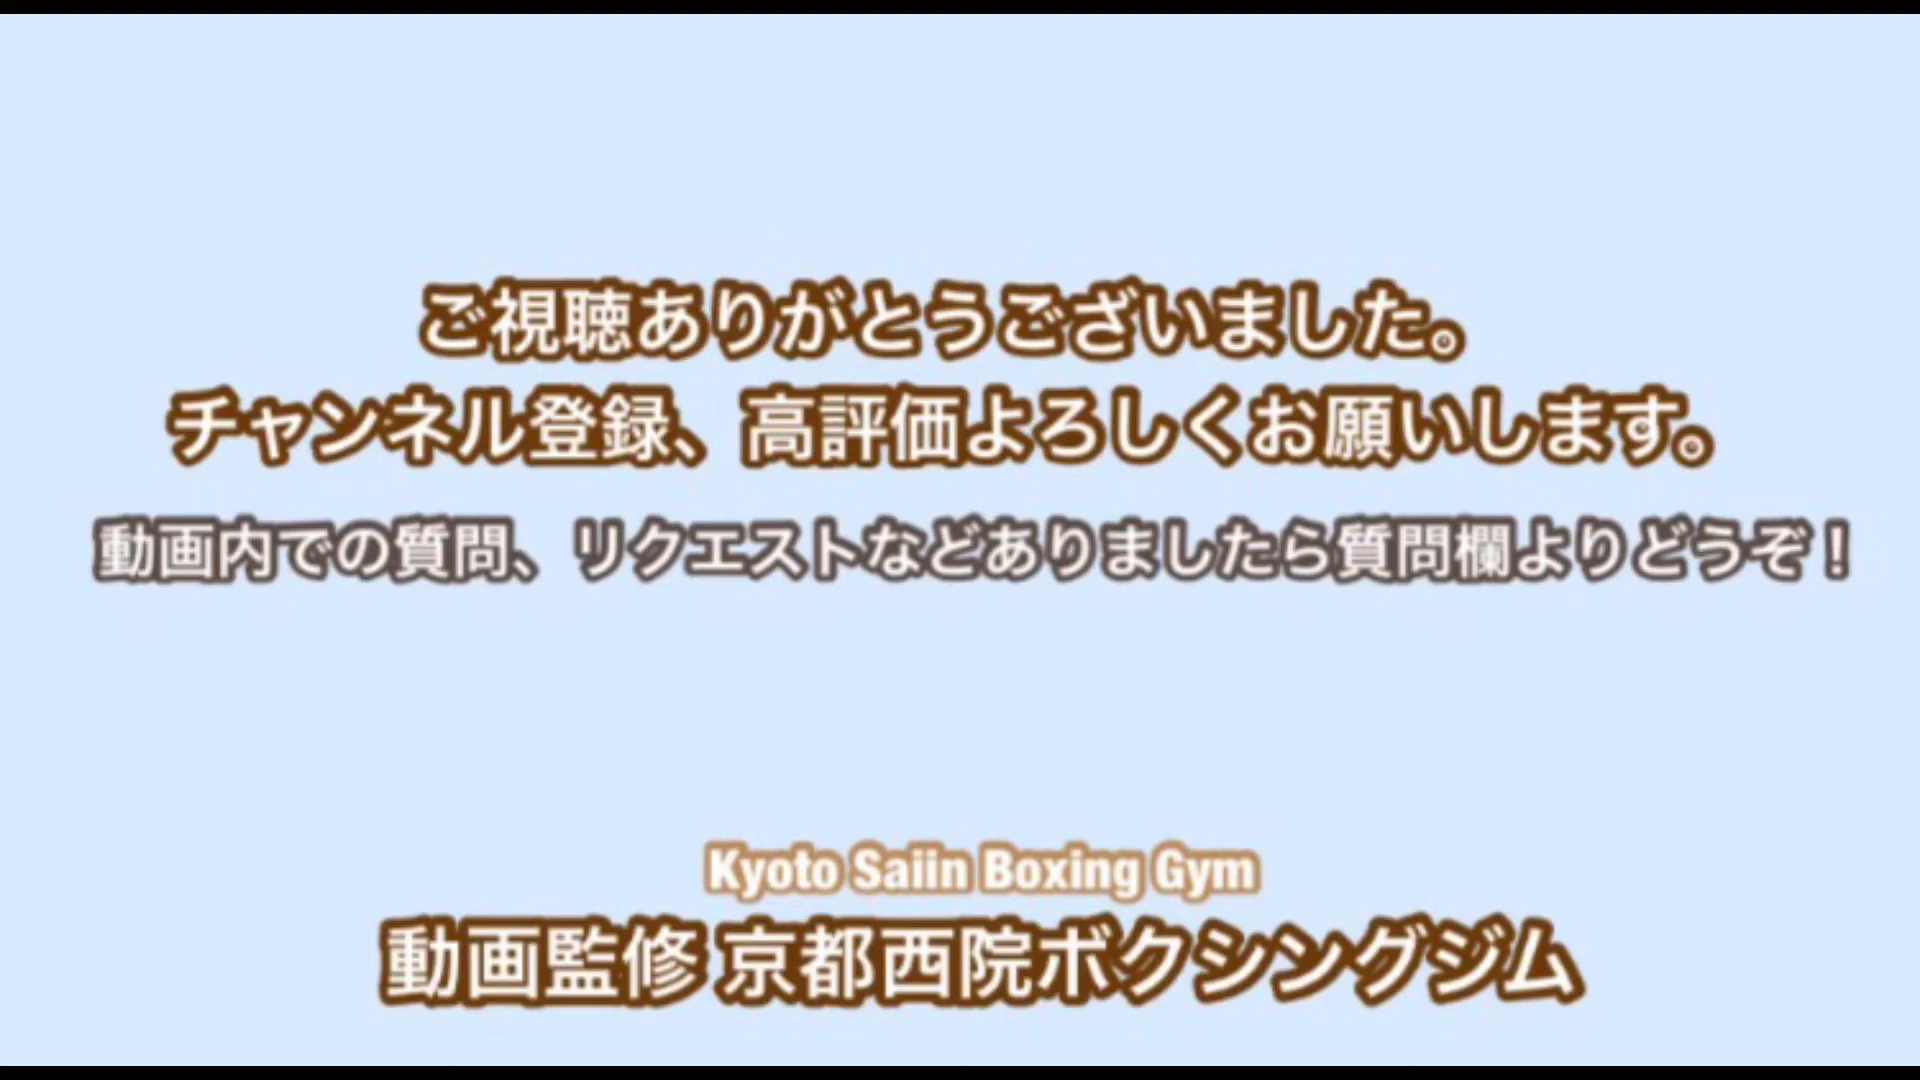 ご視聴ありがとうございました。
チャンネル登録、高評価よろしくお願いします。
動画内での質問、リクエストなどありましたら質問欄よりどうぞ！
Kyoto Saiin Boxing Gym
動画監修 京都西院ボクシングジム